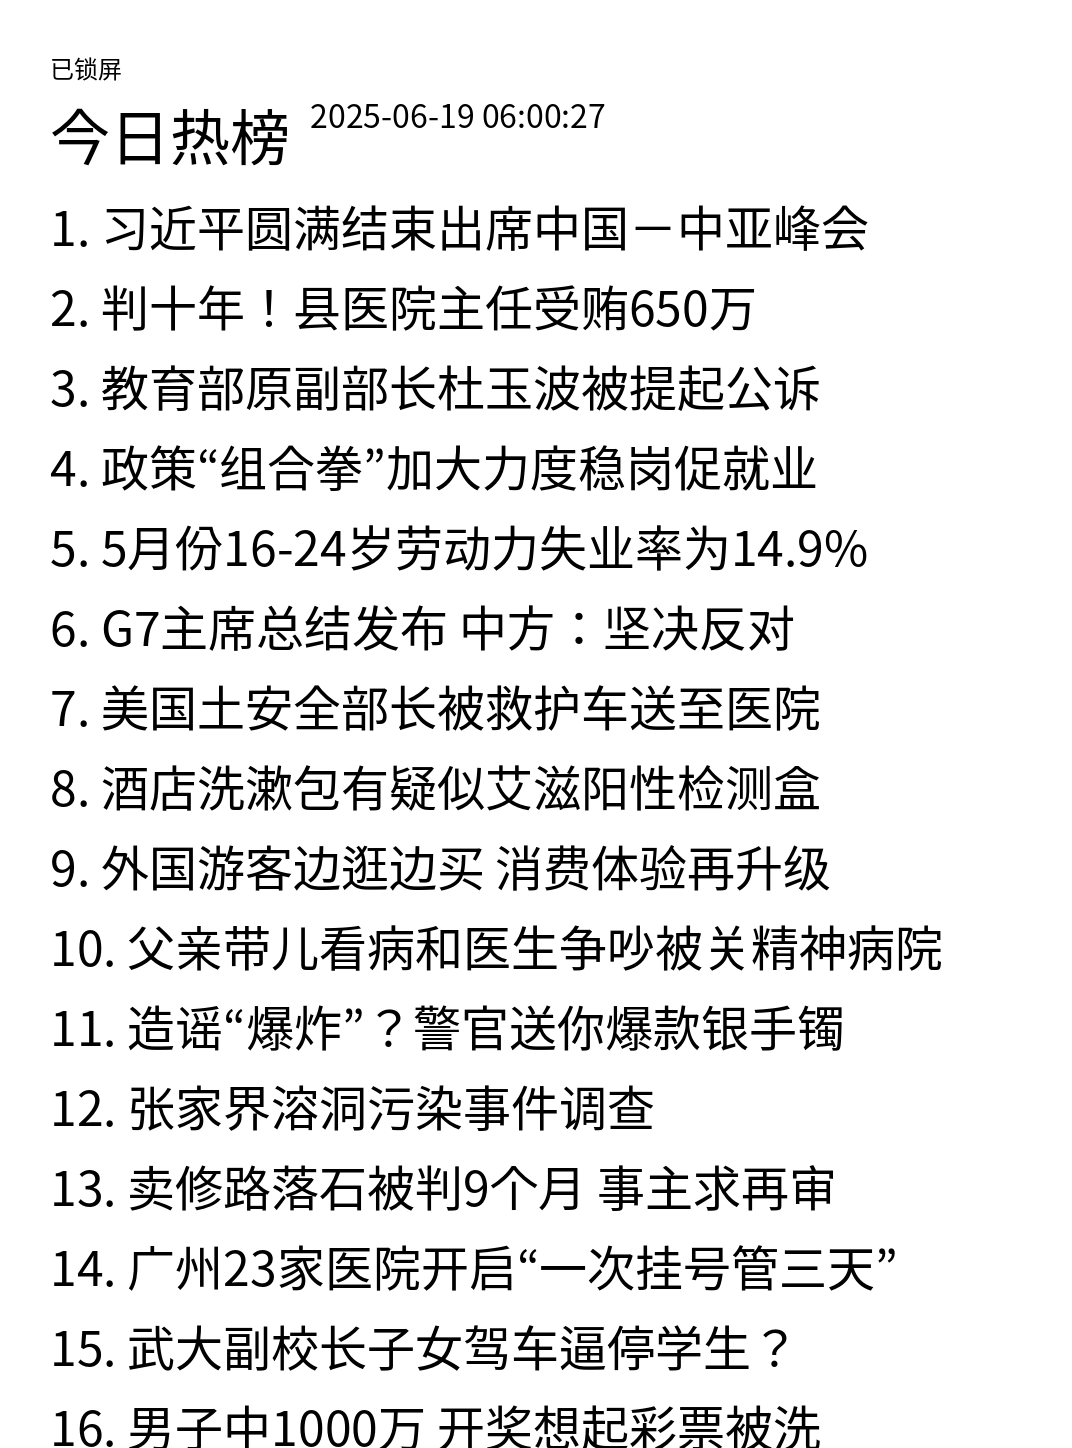 已锁屏
今日热榜 2025-06-19 06:00:27
1. 习近平圆满结束出席中国－中亚峰会
2. 判十年！县医院主任受贿650万
3. 教育部原副部长杜玉波被提起公诉
4. 政策“组合拳”加大力度稳岗促就业
5. 5月份16-24岁劳动力失业率为14.9%
6. G7主席总结发布 中方：坚决反对
7. 美国土安全部长被救护车送至医院
8. 酒店洗漱包有疑似艾滋阳性检测盒
9. 外国游客边逛边买 消费体验再升级
10. 父亲带儿看病和医生争吵被关精神病院
11. 造谣“爆炸”？警官送你爆款银手镯
12. 张家界溶洞污染事件调查
13. 卖修路落石被判9个月 事主求再审
14. 广州23家医院开启“一次挂号管三天”
15. 武大副校长子女驾车逼停学生？
16. 男子中1000万 开奖想起彩票被洗